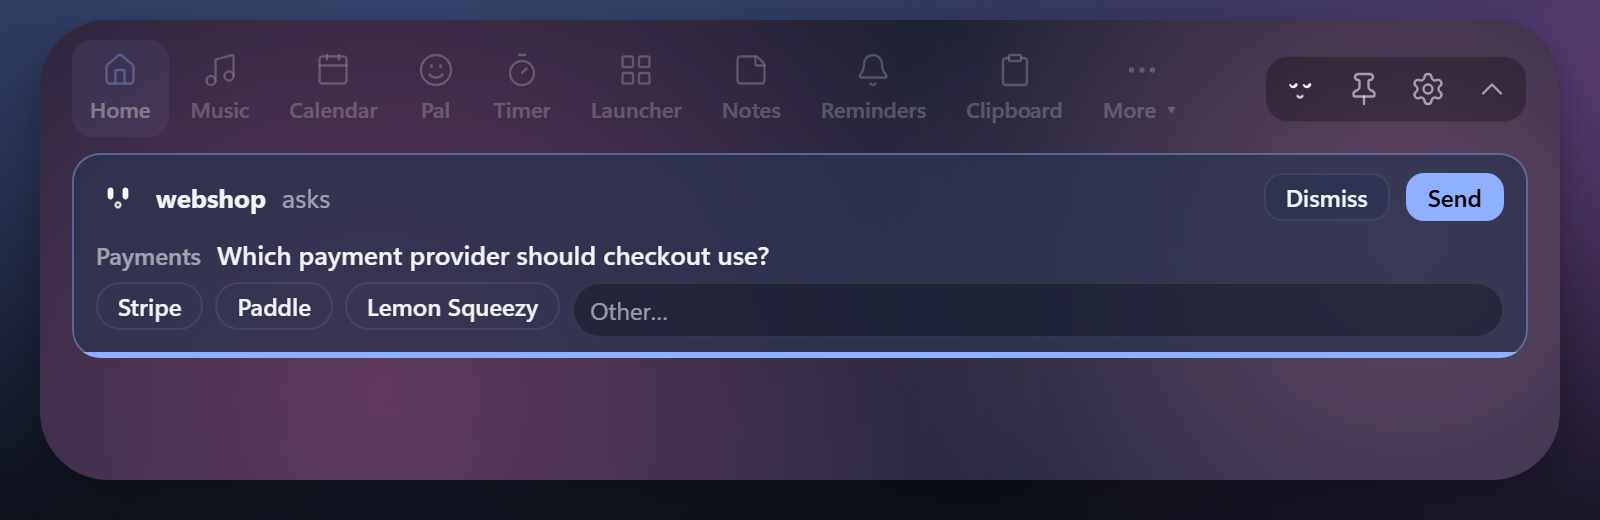 Home Music Calendar Pal Timer Launcher Notes Reminders Clipboard More
webshop asks Dismiss Send
Payments Which payment provider should checkout use?
Stripe Paddle Lemon Squeezy Other...